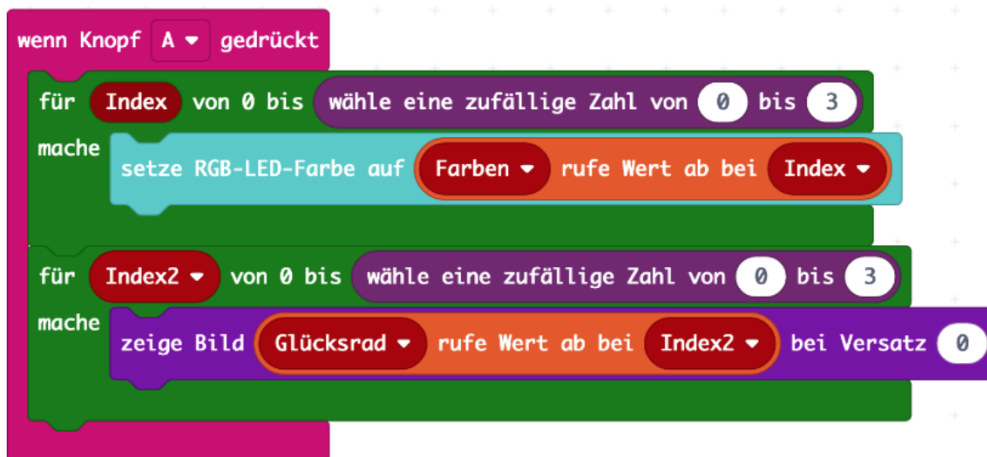 wenn Knopf A gedrückt
für Index von 0 bis wähle eine zufällige Zahl von 0 bis 3
mache
setze RGB-LED-Farbe auf Farben rufe Wert ab bei Index
für Index2 von 0 bis wähle eine zufällige Zahl von 0 bis 3
mache
zeige Bild Glücksrad rufe Wert ab bei Index2 bei Versatz 0